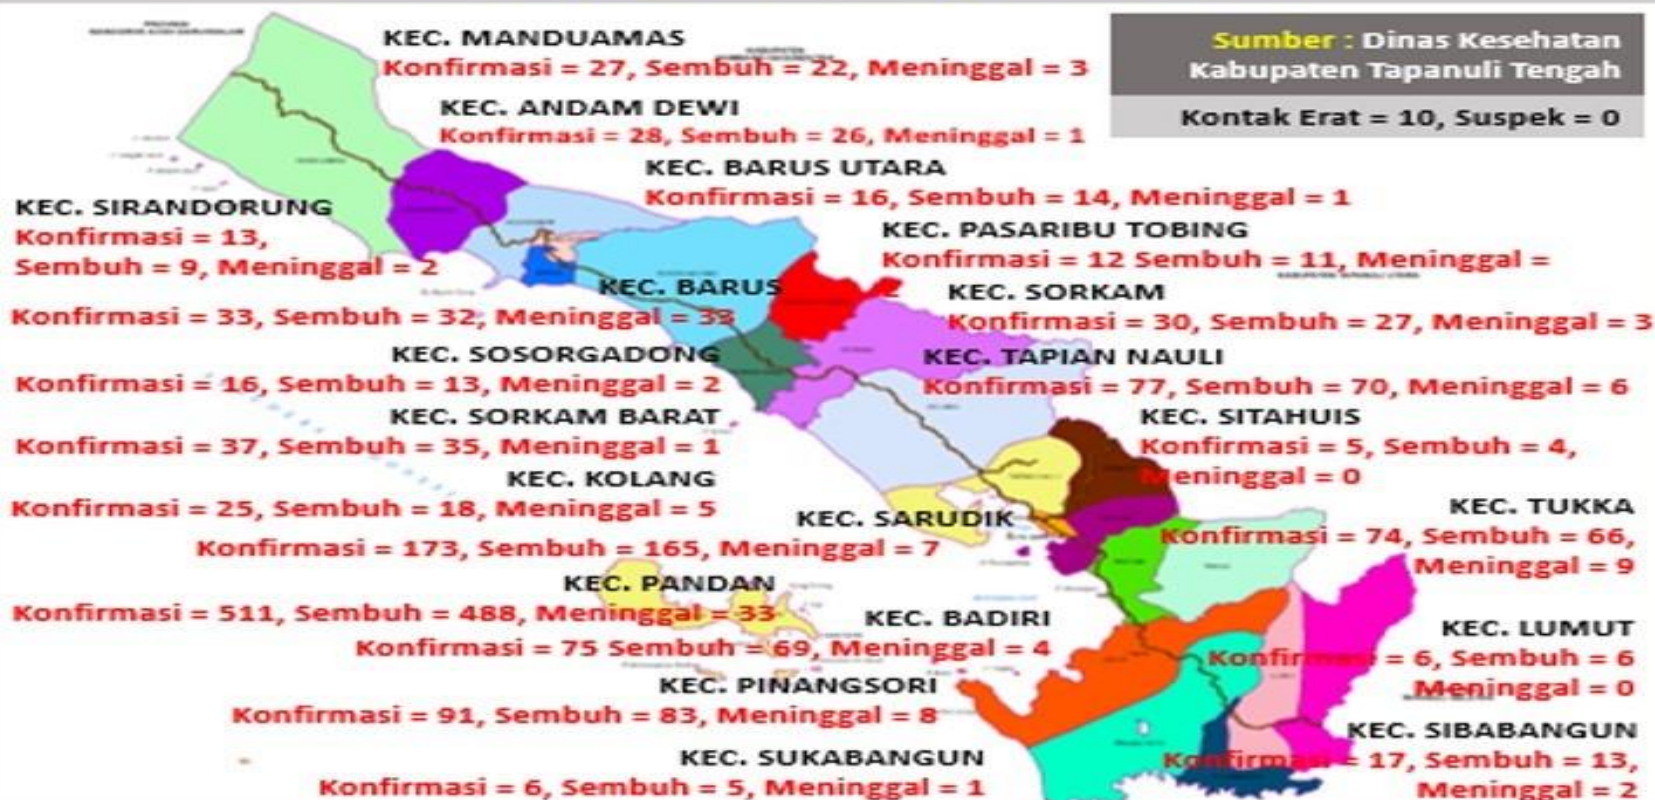 KEC. MANDUAMAS
Konfirmasi = 27, Sembuh = 22, Meninggal = 3
Sumber : Dinas Kesehatan
Kabupaten Tapanuli Tengah
Kontak Erat = 10, Suspek = 0
KEC. ANDAM DEWI
Konfirmasi = 28, Sembuh = 26, Meninggal = 1
KEC. BARUS UTARA
Konfirmasi = 16, Sembuh = 14, Meninggal = 1
KEC. SIRANDORUNG
Konfirmasi = 13,
Sembuh = 9, Meninggal = 2
KEC. PASARIBU TOBING
Konfirmasi = 12 Sembuh = 11, Meninggal =
KEC. BARUS
Konfirmasi = 33, Sembuh = 32, Meninggal = 33
KEC. SORKAM
Konfirmasi = 30, Sembuh = 27, Meninggal = 3
KEC. SOSORGADONG
Konfirmasi = 16, Sembuh = 13, Meninggal = 2
KEC. TAPIAN NAULI
Konfirmasi = 77, Sembuh = 70, Meninggal = 6
KEC. SORKAM BARAT
Konfirmasi = 37, Sembuh = 35, Meninggal = 1
KEC. SITAHUIS
Konfirmasi = 5, Sembuh = 4,
Meninggal = 0
KEC. KOLANG
Konfirmasi = 25, Sembuh = 18, Meninggal = 5
KEC. SARUDIK
Konfirmasi = 173, Sembuh = 165, Meninggal = 7
KEC. TUKKA
Konfirmasi = 74, Sembuh = 66,
Meninggal = 9
KEC. PANDAN
Konfirmasi = 511, Sembuh = 488, Meninggal = 33
KEC. BADIRI
Konfirmasi = 75 Sembuh = 69, Meninggal = 4
KEC. LUMUT
Konfirmasi = 6, Sembuh = 6
Meninggal = 0
KEC. PINANGSORI
Konfirmasi = 91, Sembuh = 83, Meninggal = 8
KEC. SIBABANGUN
Konfirmasi = 17, Sembuh = 13,
Meninggal = 2
KEC. SUKABANGUN
Konfirmasi = 6, Sembuh = 5, Meninggal = 1